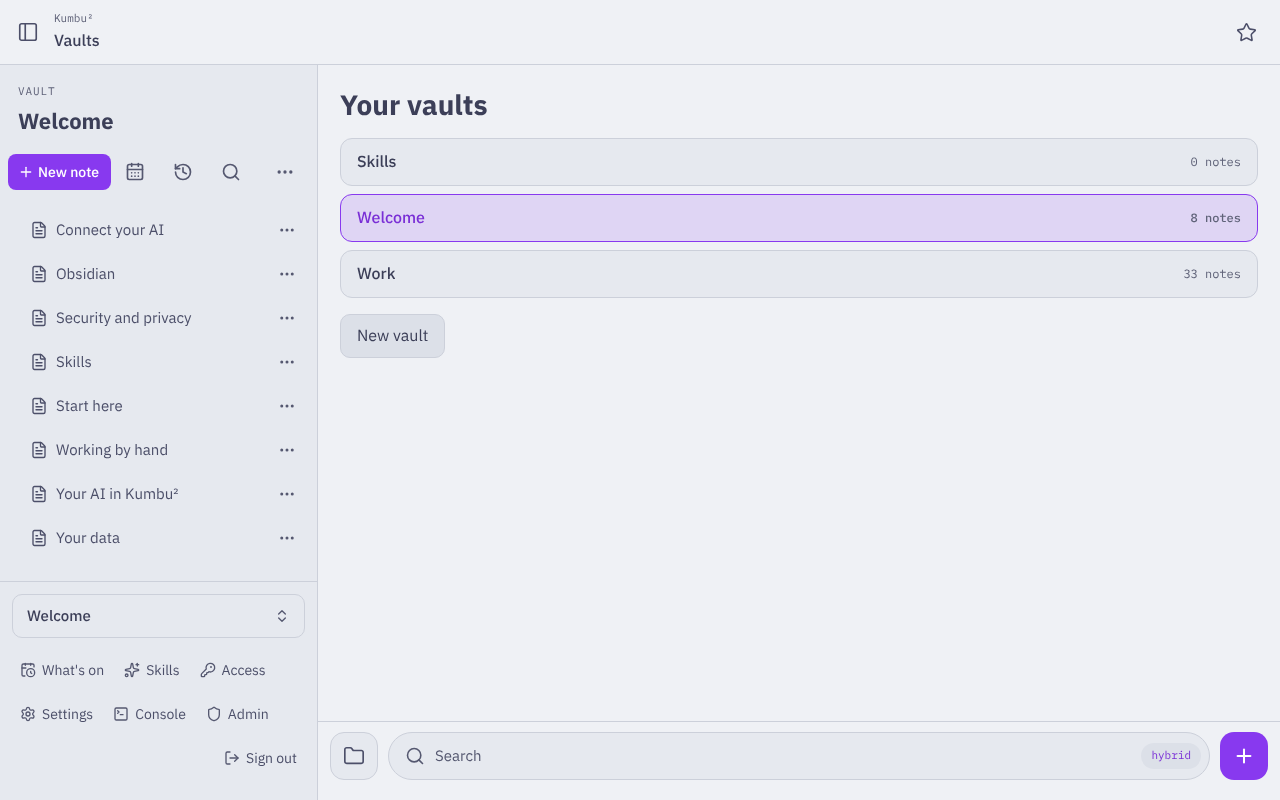 Kumbu²
Vaults
VAULT
Welcome
New note
Connect your AI
Obsidian
Security and privacy
Skills
Start here
Working by hand
Your AI in Kumbu²
Your data
Welcome
What's on
Skills
Access
Settings
Console
Admin
Sign out
Your vaults
Skills 0 notes
Welcome 8 notes
Work 33 notes
New vault
Search hybrid